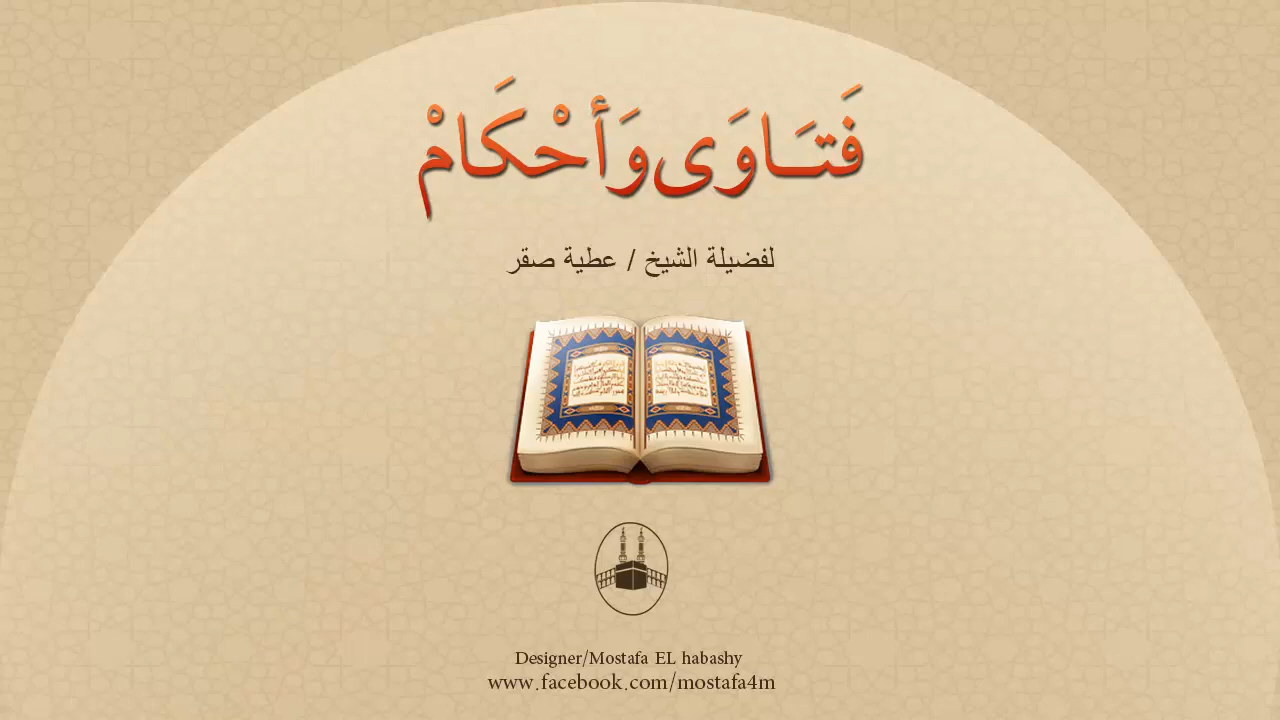 فَتَاوَى وَأَحْكَامْ
لفضيلة الشيخ / عطية صقر
Designer/Mostafa EL habashy
www.facebook.com/mostafa4m